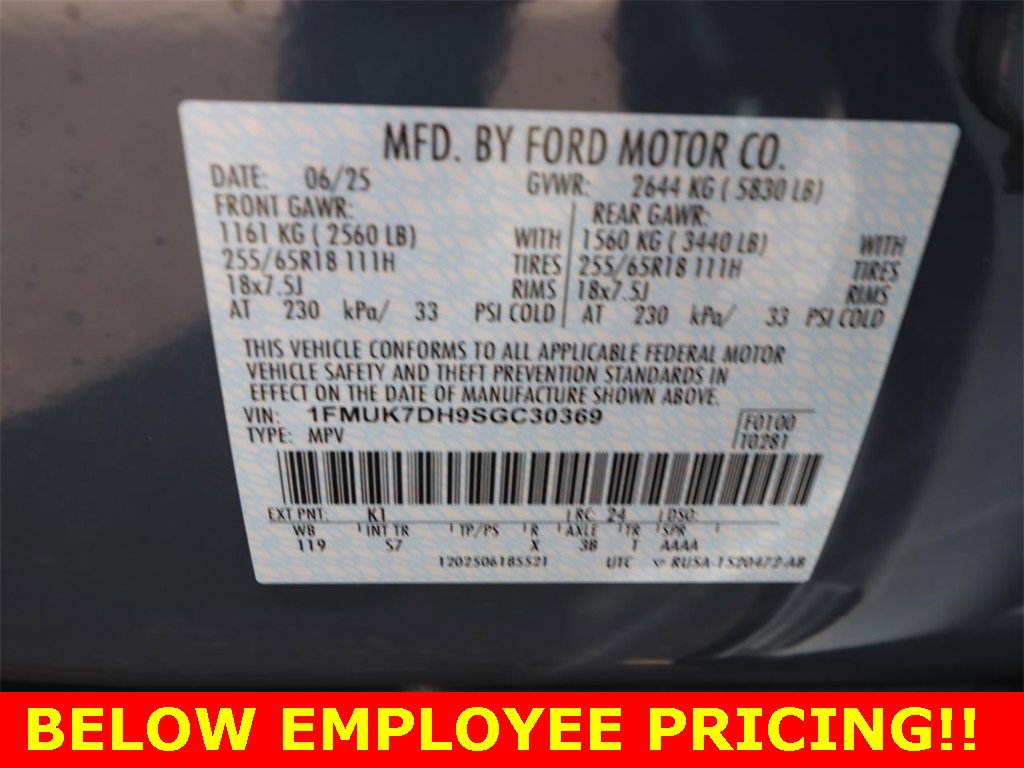 MFD. BY FORD MOTOR CO.
DATE: 06/25 GVWR: 2644 KG ( 5830 LB)
FRONT GAWR: REAR GAWR:
1161 KG ( 2560 LB) WITH 1560 KG ( 3440 LB) WITH
255/65R18 111H TIRES 255/65R18 111H TIRES
18x7.5J RIMS 18x7.5J RIMS
AT 230 kPa/ 33 PSI COLD AT 230 kPa/ 33 PSI COLD
THIS VEHICLE CONFORMS TO ALL APPLICABLE FEDERAL MOTOR
VEHICLE SAFETY AND THEFT PREVENTION STANDARDS IN
EFFECT ON THE DATE OF MANUFACTURE SHOWN ABOVE.
VIN: 1FMUK7DH9SGC30369 F0100
TYPE: MPV T0281
EXT PNT: K1 RC: 24 DSO:
WB INT TR TP/PS R AXLE TR SPR
119 S7 X 3B T AAAA
1202506185521 UTC RUSA-1520472-AB
BELOW EMPLOYEE PRICING!!